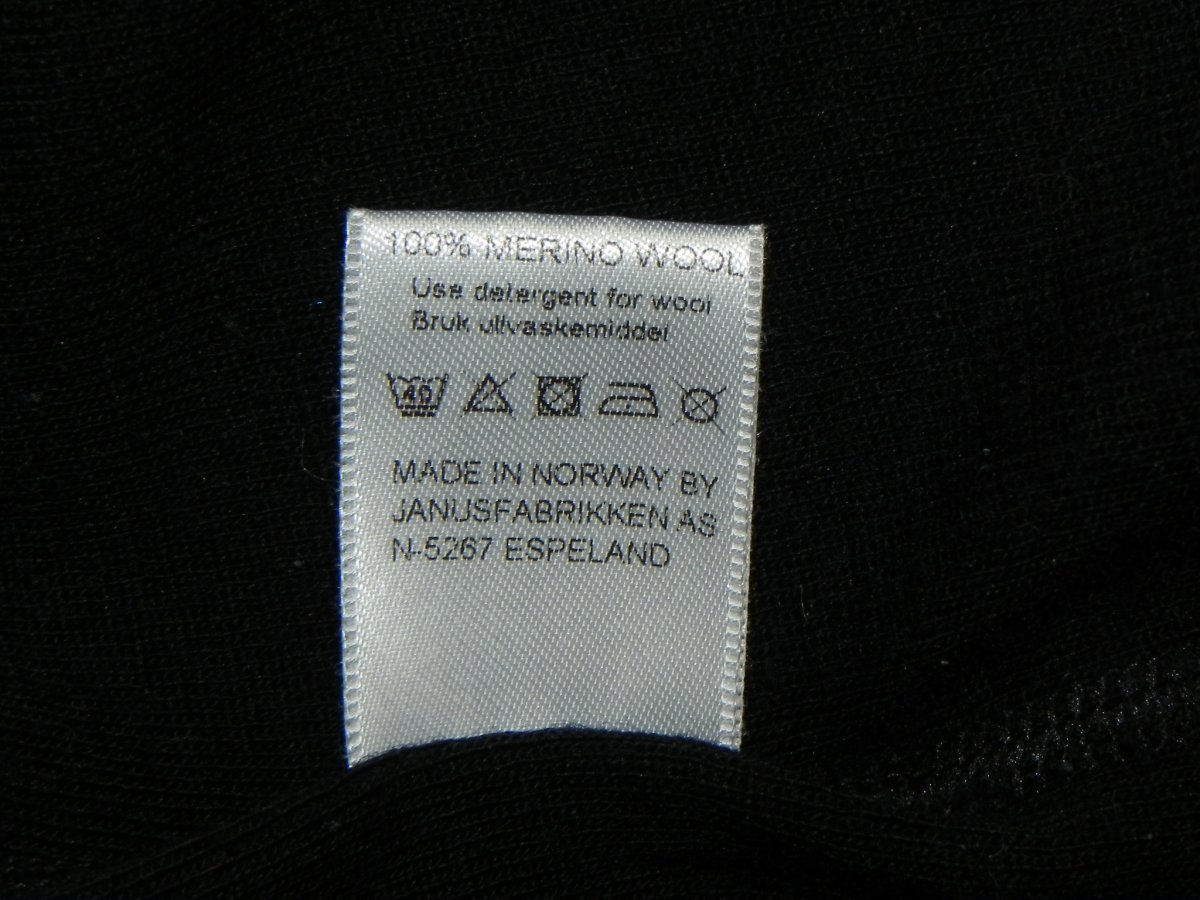 100% MERINO WOOL
Use detergent for wool
Bruk ullvaskemiddel
40
MADE IN NORWAY BY
JANUSFABRIKKEN AS
N-5267 ESPELAND